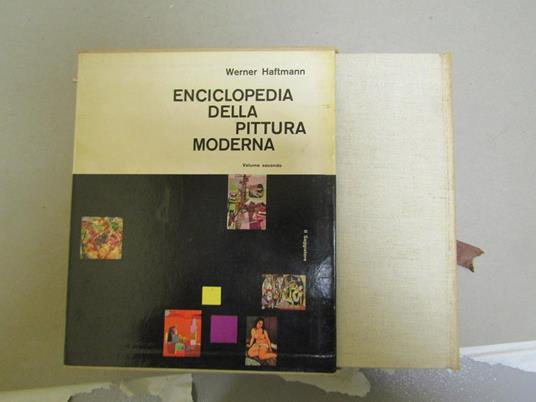 Werner Haftmann
ENCICLOPEDIA
DELLA
PITTURA
MODERNA
Volume secondo
Il Saggiatore